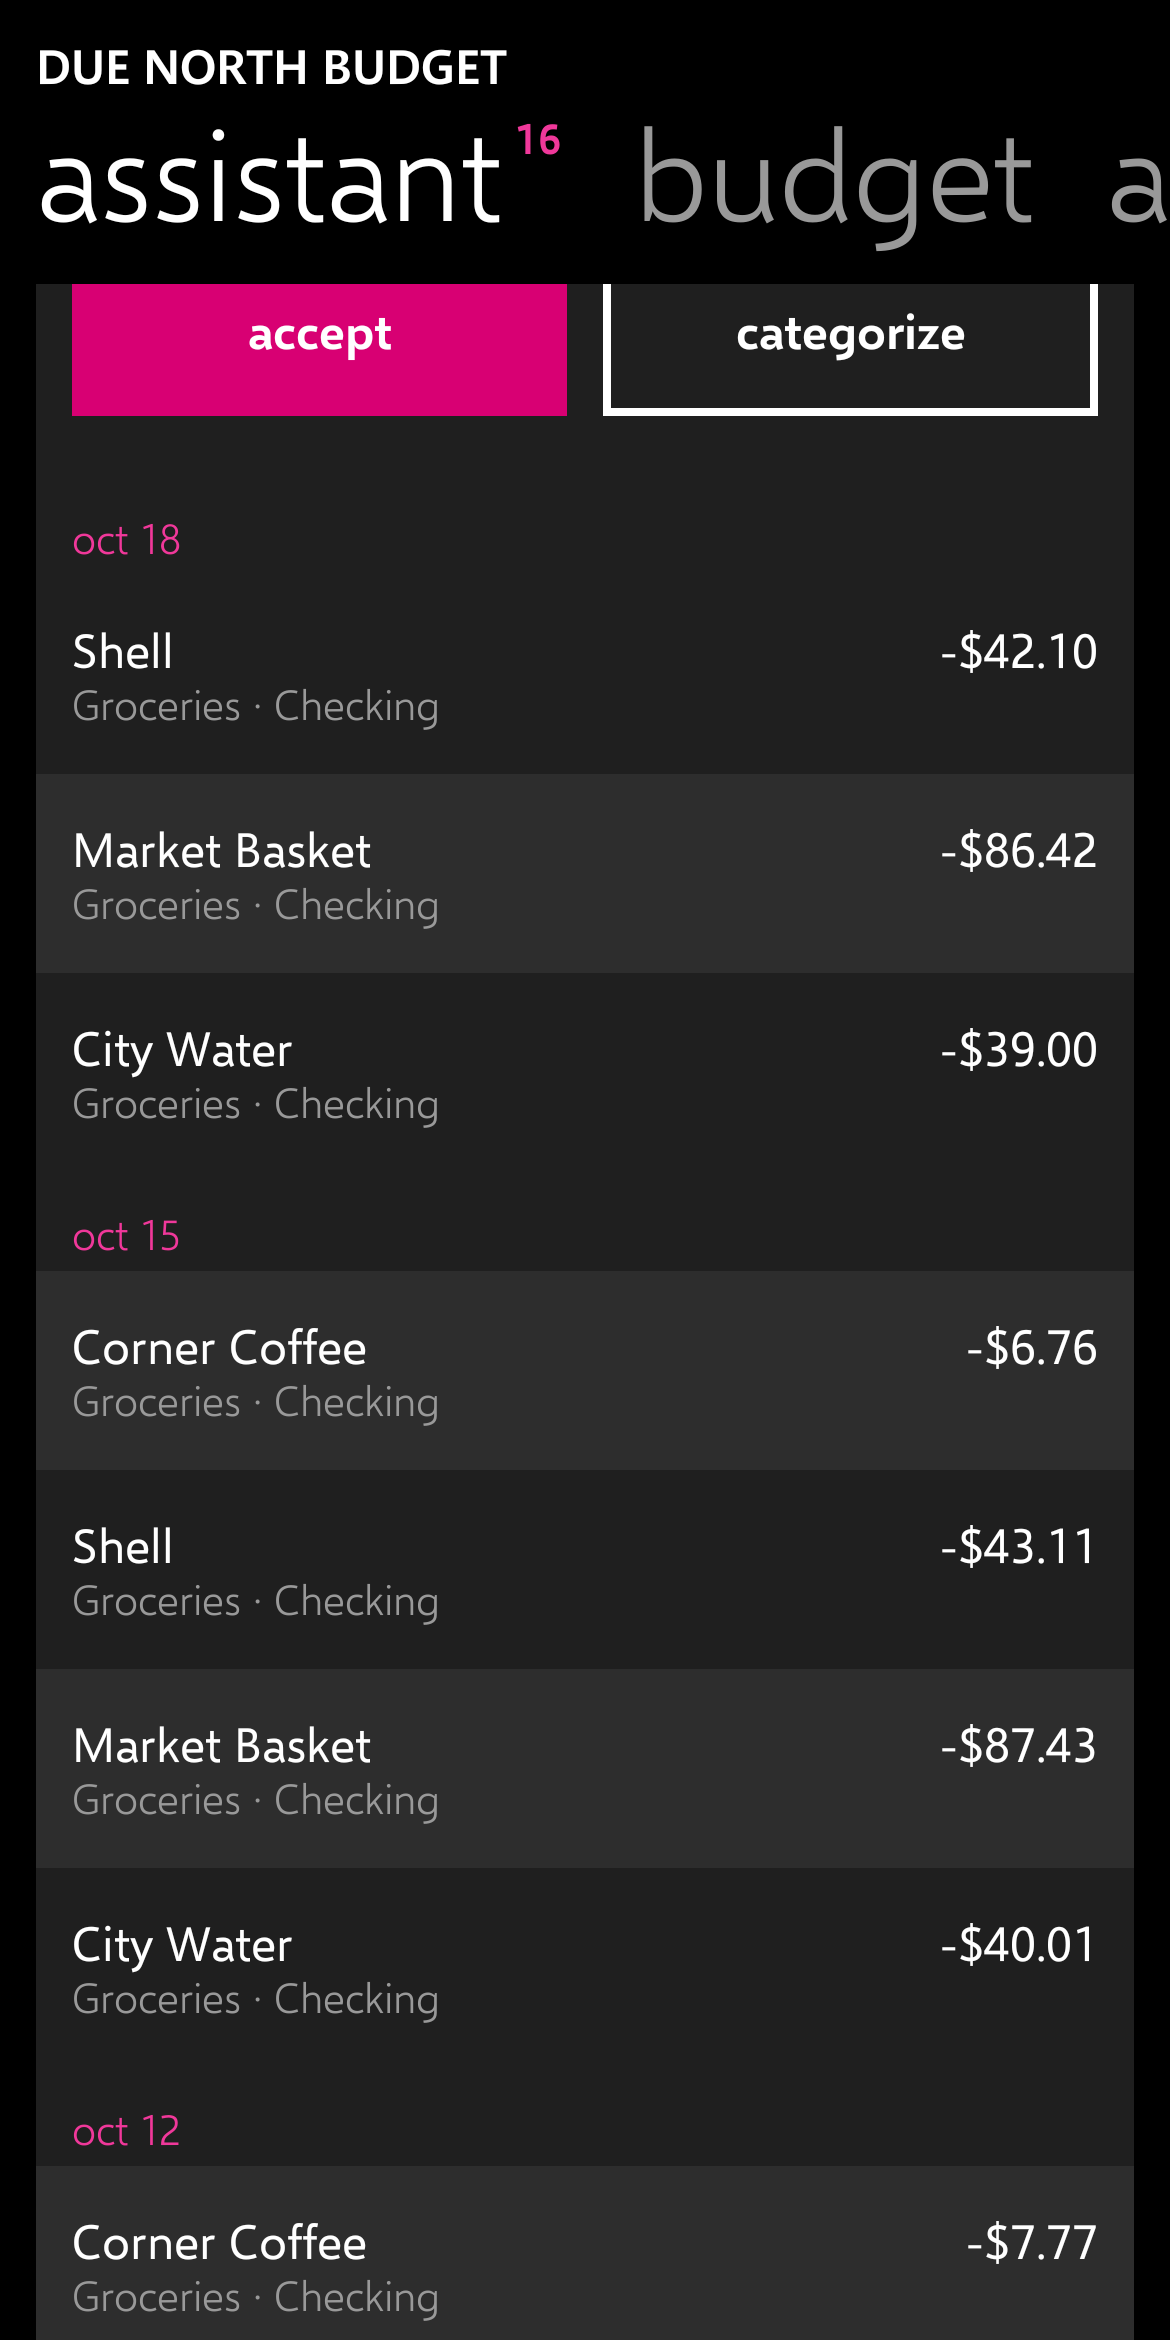 DUE NORTH BUDGET
assistant 16 budget a
accept categorize
oct 18
Shell -$42.10
Groceries · Checking
Market Basket -$86.42
Groceries · Checking
City Water -$39.00
Groceries · Checking
oct 15
Corner Coffee -$6.76
Groceries · Checking
Shell -$43.11
Groceries · Checking
Market Basket -$87.43
Groceries · Checking
City Water -$40.01
Groceries · Checking
oct 12
Corner Coffee -$7.77
Groceries · Checking